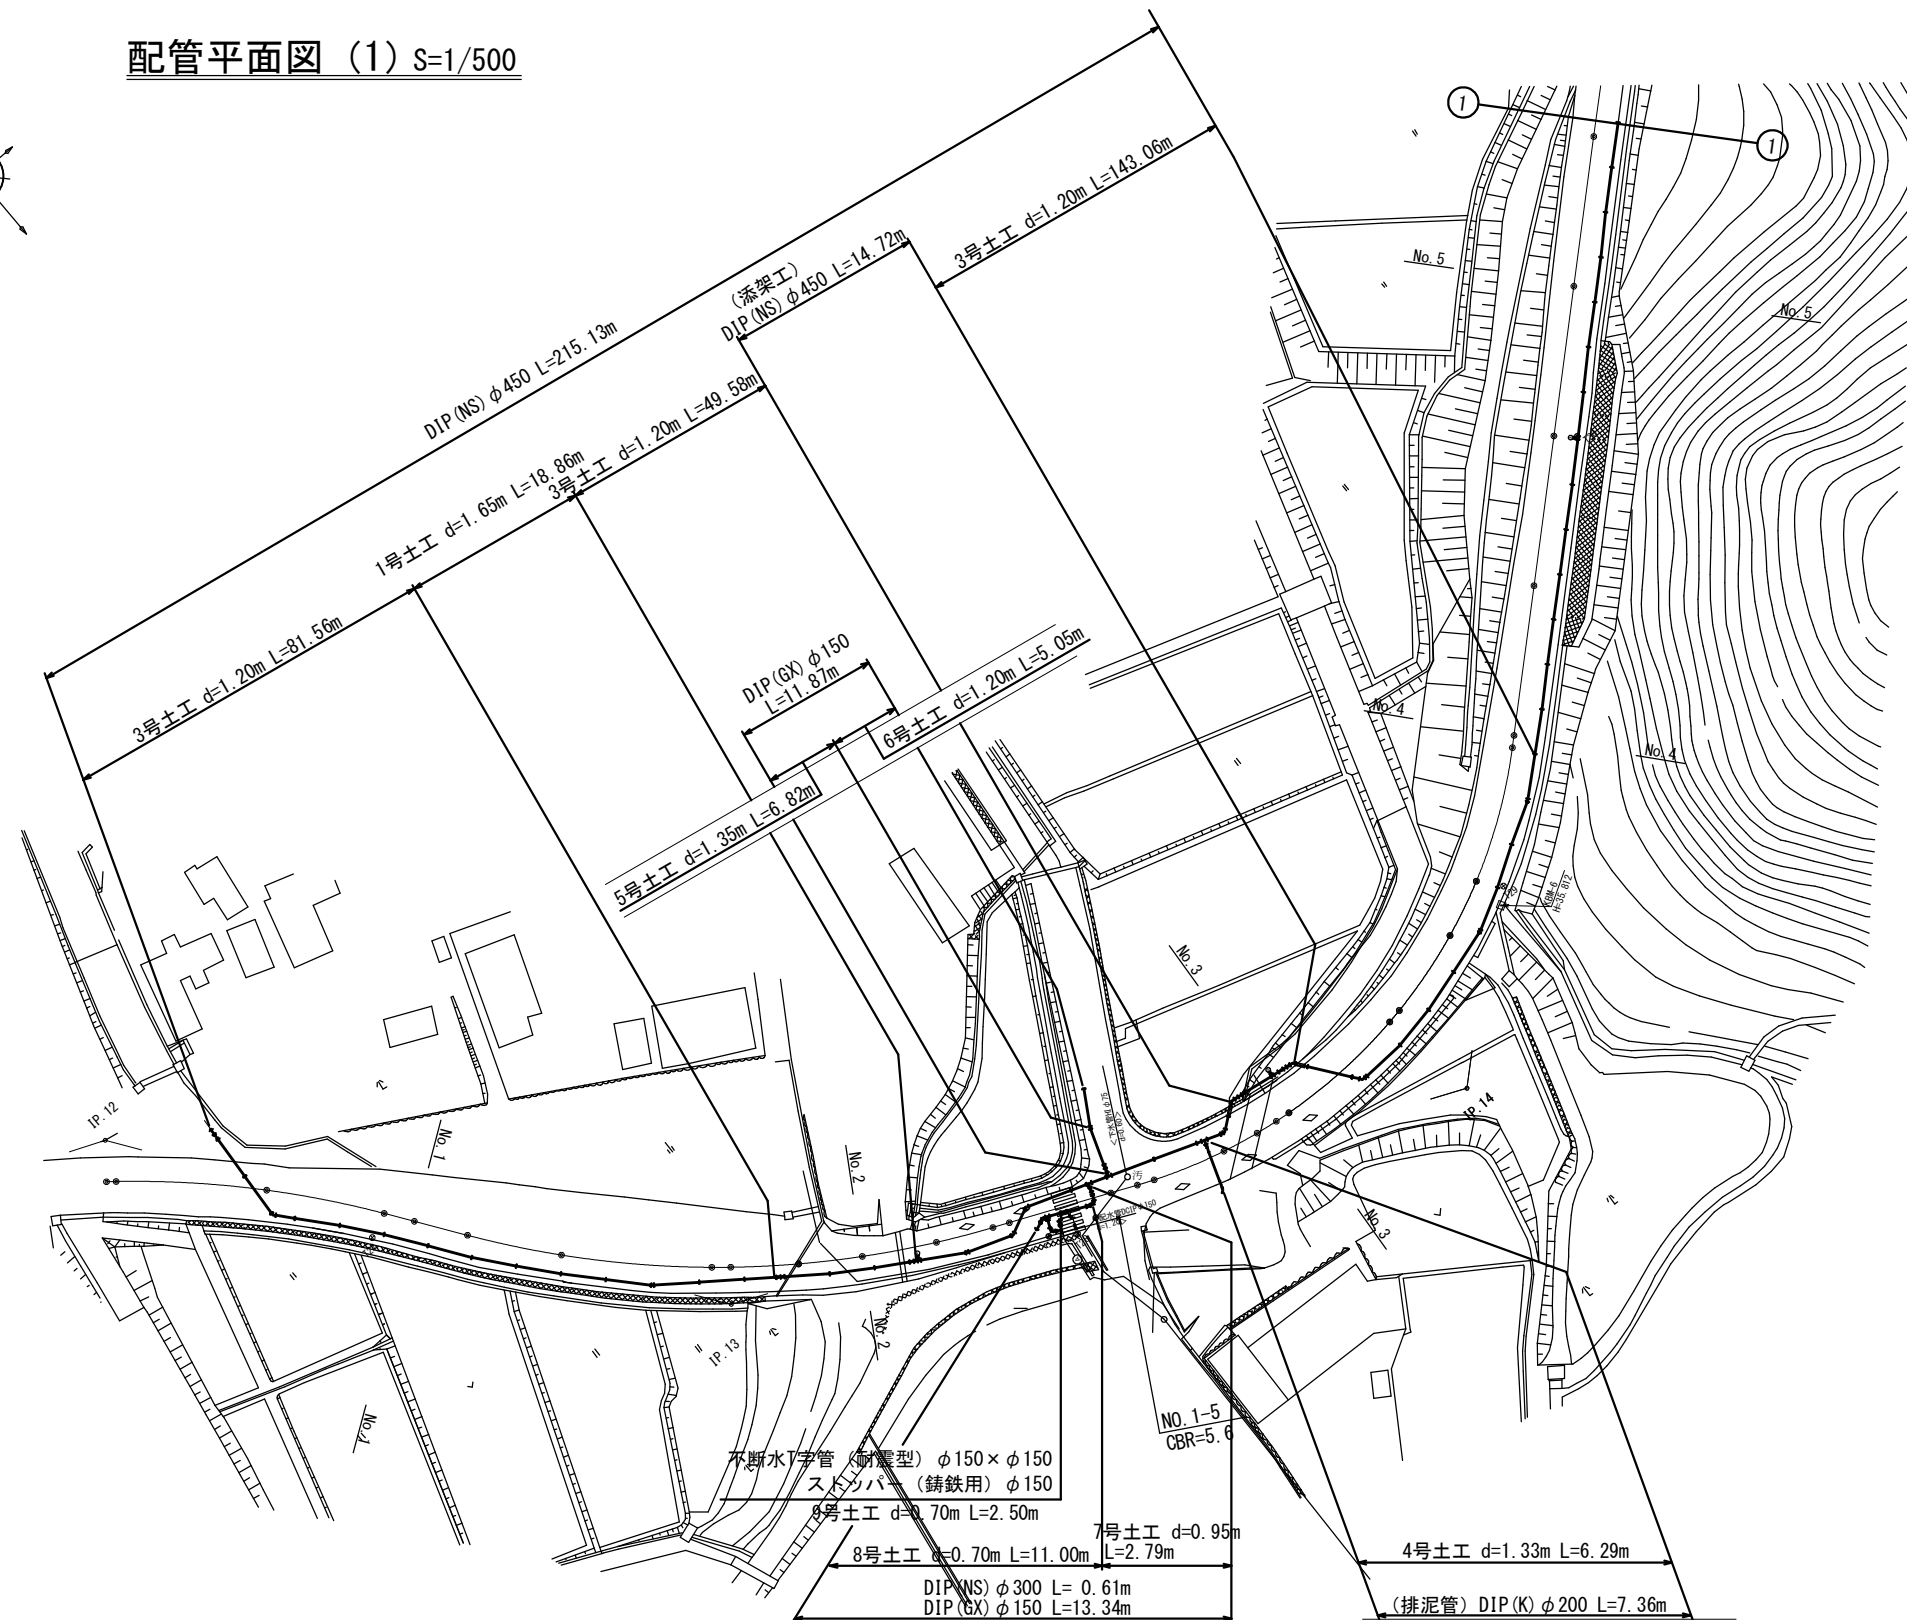 配管平面図 (1) S=1/500
1
1
DIP(NS)φ450 L=215.13m
3号土工 d=1.20m L=143.06m
(添架工)
DIP(NS)φ450 L=14.72m
3号土工 d=1.20m L=49.58m
1号土工 d=1.65m L=18.86m
3号土工 d=1.20m L=81.56m
DIP(GX)φ150
L=11.87m
6号土工 d=1.20m L=5.05m
5号土工 d=1.35m L=6.82m
No.5
No.5
No.4
No.4
KBM-6
H=35.812
No.3
IP.14
No.3
IP.12
No.1
No.2
汚
No.2
IP.13
No.1
NO.1-5
CBR=5.6
不断水T字管（耐震型）φ150×φ150
ストッパー（鋳鉄用）φ150
9号土工 d=0.70m L=2.50m
7号土工 d=0.95m
L=2.79m
8号土工 d=0.70m L=11.00m
DIP(NS)φ300 L= 0.61m
DIP(GX)φ150 L=13.34m
4号土工 d=1.33m L=6.29m
(排泥管) DIP(K)φ200 L=7.36m